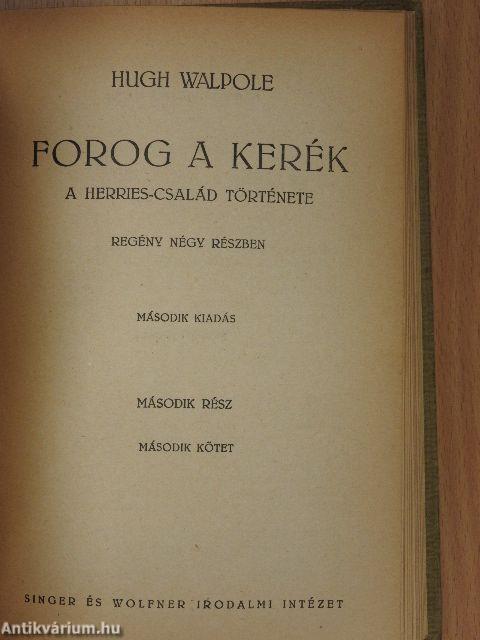 HUGH WALPOLE
FOROG A KERÉK
A HERRIES-CSALÁD TÖRTÉNETE
REGÉNY NÉGY RÉSZBEN
MÁSODIK KIADÁS
MÁSODIK RÉSZ
MÁSODIK KÖTET
SINGER ÉS WOLFNER IRODALMI INTÉZET
Antikvárium.hu